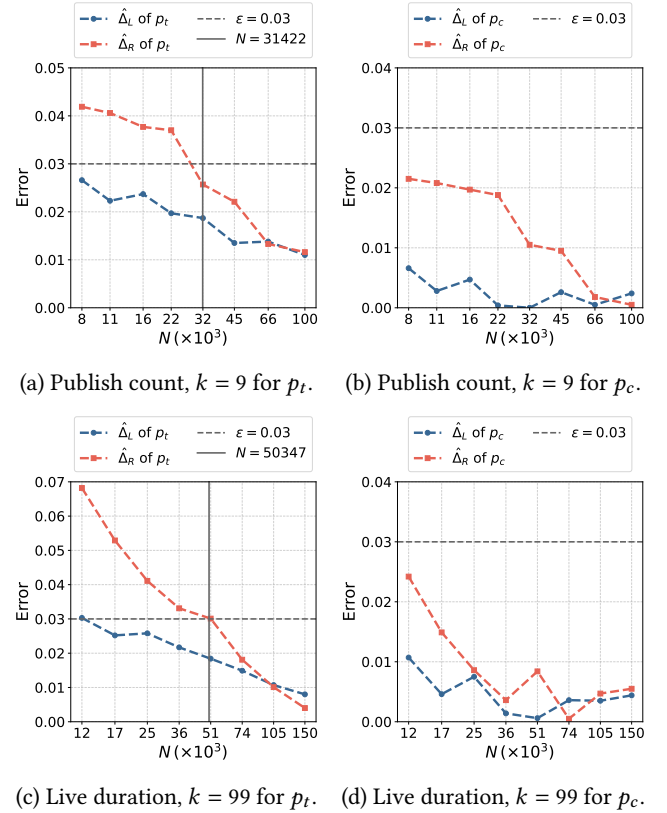 Δ̂_L of p_t
Δ̂_R of p_t
ε = 0.03
N = 31422
0.05
0.04
0.03
0.02
0.01
0.00
Error
8 11 16 22 32 45 66 100
N (×10³)
(a) Publish count, k = 9 for p_t.
Δ̂_L of p_c
Δ̂_R of p_c
ε = 0.03
0.04
0.03
0.02
0.01
0.00
Error
8 11 16 22 32 45 66 100
N (×10³)
(b) Publish count, k = 9 for p_c.
Δ̂_L of p_t
Δ̂_R of p_t
ε = 0.03
N = 50347
0.07
0.06
0.05
0.04
0.03
0.02
0.01
0.00
Error
12 17 25 36 51 74 105 150
N (×10³)
(c) Live duration, k = 99 for p_t.
Δ̂_L of p_c
Δ̂_R of p_c
ε = 0.03
0.04
0.03
0.02
0.01
0.00
Error
12 17 25 36 51 74 105 150
N (×10³)
(d) Live duration, k = 99 for p_c.